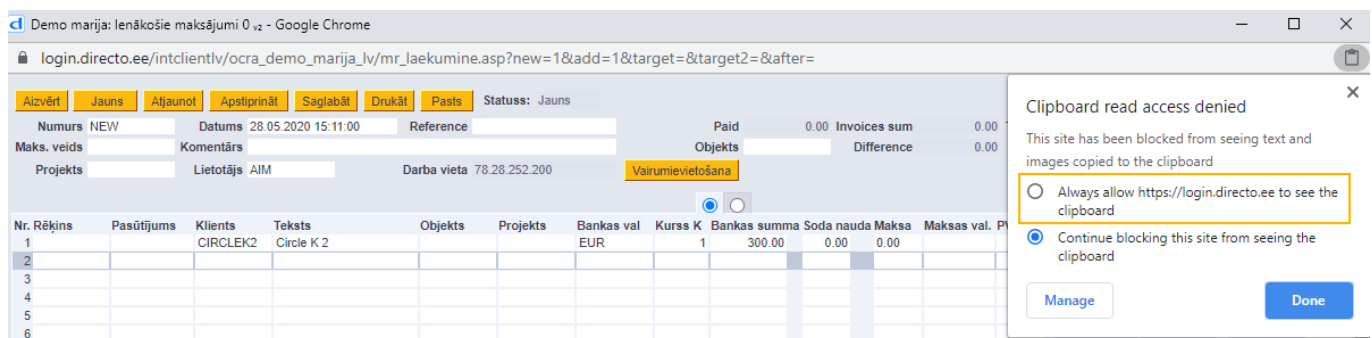 Demo marija: Ienākošie maksājumi 0 v2 - Google Chrome
login.directo.ee/intclientlv/ocra_demo_marija_lv/mr_laekumine.asp?new=1&add=1&target=&target2=&after=
Aizvērt Jauns Atjaunot Apstiprināt Saglabāt Drukāt Pasts Statuss: Jauns
Numurs NEW Datums 28.05.2020 15:11:00 Reference Paid 0.00 Invoices sum 0.00
Maks. veids Komentārs Objekts Difference 0.00
Projekts Lietotājs AIM Darba vieta 78.28.252.200 Vairumievietošana
Nr. Rēķins Pasūtījums Klients Teksts Objekts Projekts Bankas val Kurss K Bankas summa Soda nauda Maksa Maksas val.
1 CIRCLEK2 Circle K 2 EUR 1 300.00 0.00 0.00
2
3
4
5
6
Clipboard read access denied
This site has been blocked from seeing text and
images copied to the clipboard
Always allow https://login.directo.ee to see the
clipboard
Continue blocking this site from seeing the
clipboard
Manage Done